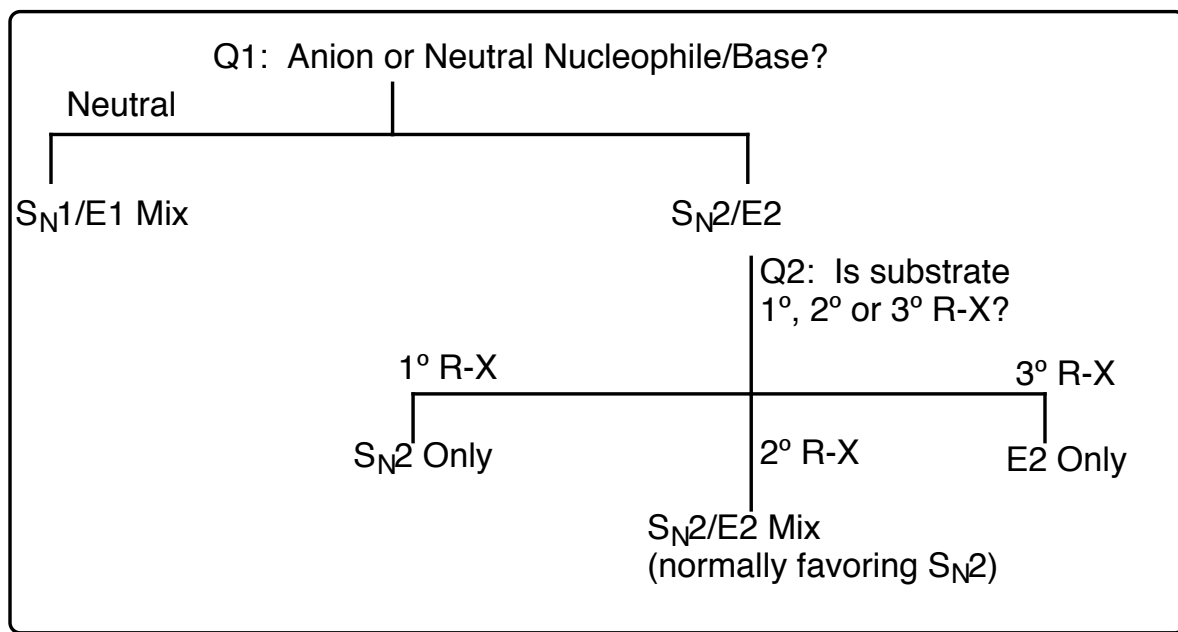 Q1: Anion or Neutral Nucleophile/Base?
Neutral
SN1/E1 Mix
SN2/E2
Q2: Is substrate
1º, 2º or 3º R-X?
1º R-X
3º R-X
SN2 Only
2º R-X
E2 Only
SN2/E2 Mix
(normally favoring SN2)